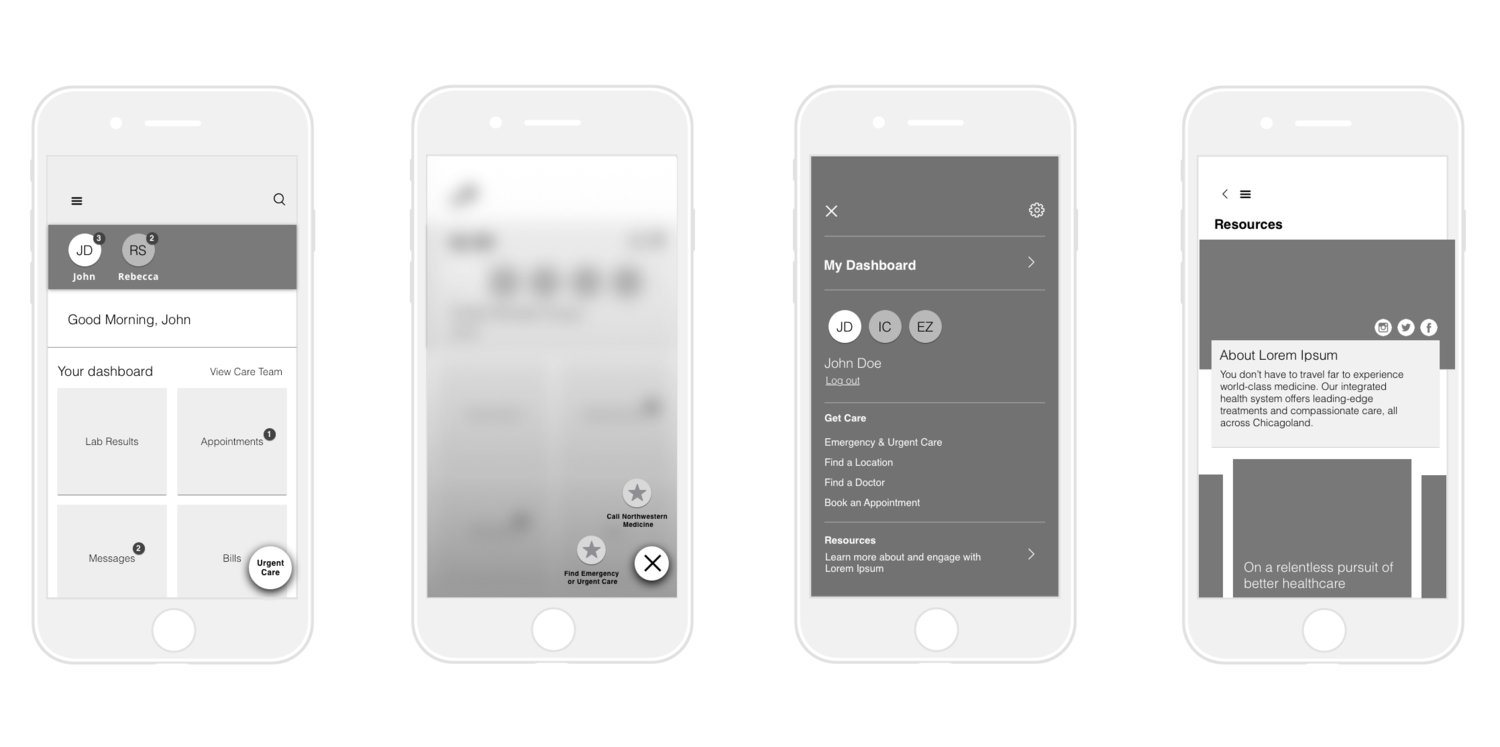 JD
3
RS
2
John
Rebecca
Good Morning, John
Your dashboard
View Care Team
Lab Results
Appointments
1
Messages
2
Bills
Urgent
Care
Call Northwestern
Medicine
Find Emergency
or Urgent Care
My Dashboard
JD
IC
EZ
John Doe
Log out
Get Care
Emergency & Urgent Care
Find a Location
Find a Doctor
Book an Appointment
Resources
Learn more about and engage with
Lorem Ipsum
Resources
About Lorem Ipsum
You don't have to travel far to experience
world-class medicine. Our integrated
health system offers leading-edge
treatments and compassionate care, all
across Chicagoland.
On a relentless pursuit of
better healthcare